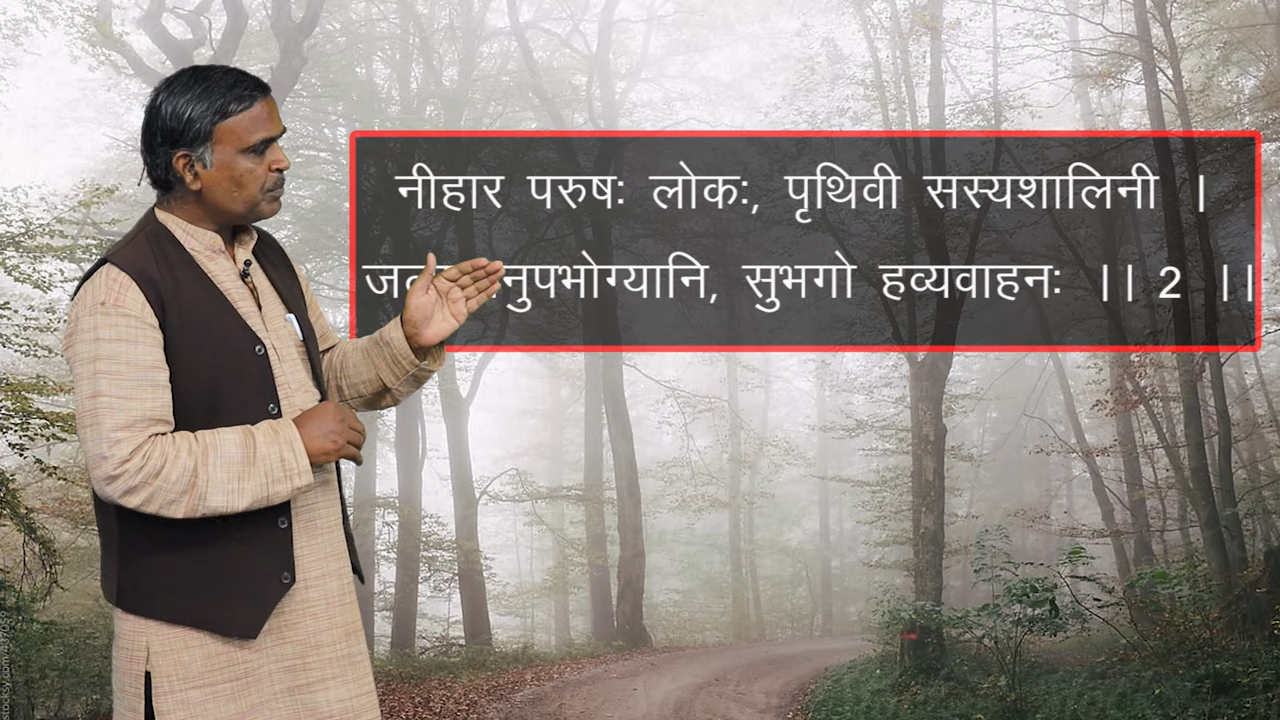 नीहार परुषः लोकः, पृथिवी सस्यशालिनी ।
सुभगो हव्यवाहनः ।। 2 ।।